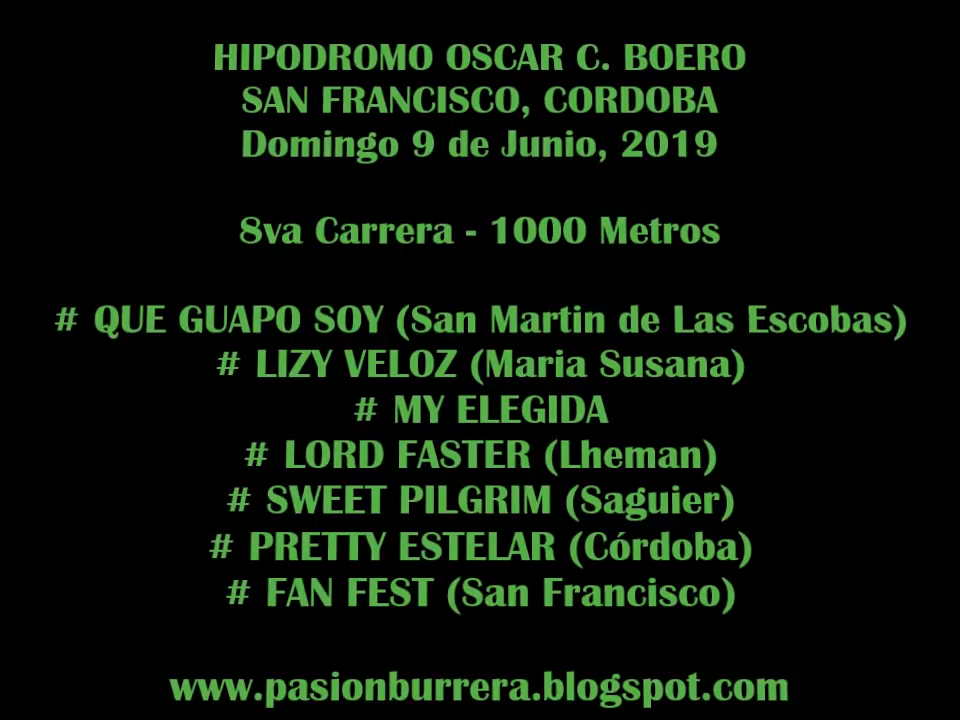 HIPODROMO OSCAR C. BOERO
SAN FRANCISCO, CORDOBA
Domingo 9 de Junio, 2019
8va Carrera - 1000 Metros
# QUE GUAPO SOY (San Martin de Las Escobas)
# LIZY VELOZ (Maria Susana)
# MY ELEGIDA
# LORD FASTER (Lheman)
# SWEET PILGRIM (Saguier)
# PRETTY ESTELAR (Córdoba)
# FAN FEST (San Francisco)
www.pasionburrera.blogspot.com